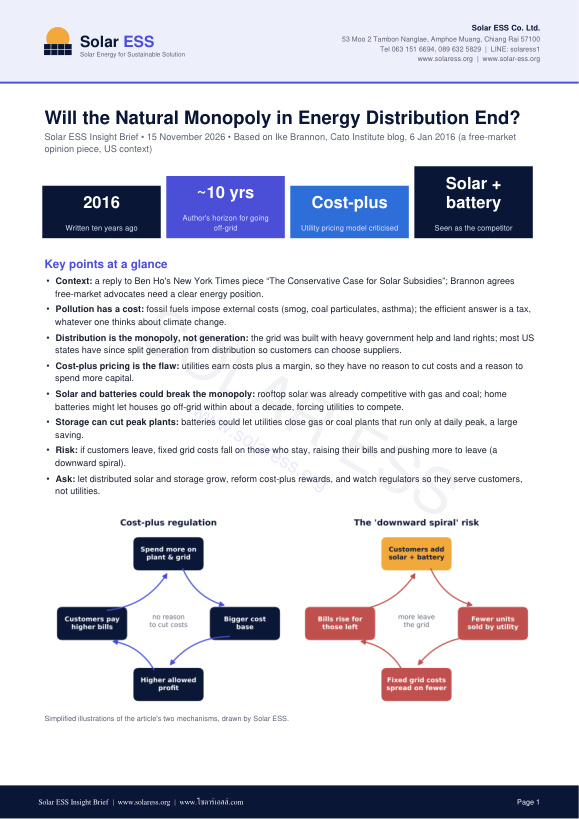 Solar ESS
Solar Energy for Sustainable Solution
Solar ESS Co. Ltd.
53 Moo 2 Tambon Nanglae, Amphoe Muang, Chiang Rai 57100
Tel 063 151 6694, 089 632 5829 | LINE: solaress1
www.solaress.org | www.solar-ess.org
Will the Natural Monopoly in Energy Distribution End?
Solar ESS Insight Brief • 15 November 2026 • Based on Ike Brannon, Cato Institute blog, 6 Jan 2016 (a free-market
opinion piece, US context)
2016
Written ten years ago
~10 yrs
Author's horizon for going
off-grid
Cost-plus
Utility pricing model criticised
Solar +
battery
Seen as the competitor
Key points at a glance
• Context: a reply to Ben Ho's New York Times piece “The Conservative Case for Solar Subsidies”; Brannon agrees
free-market advocates need a clear energy position.
• Pollution has a cost: fossil fuels impose external costs (smog, coal particulates, asthma); the efficient answer is a tax,
whatever one thinks about climate change.
• Distribution is the monopoly, not generation: the grid was built with heavy government help and land rights; most US
states have since split generation from distribution so customers can choose suppliers.
• Cost-plus pricing is the flaw: utilities earn costs plus a margin, so they have no reason to cut costs and a reason to
spend more capital.
• Solar and batteries could break the monopoly: rooftop solar was already competitive with gas and coal; home
batteries might let houses go off-grid within about a decade, forcing utilities to compete.
• Storage can cut peak plants: batteries could let utilities close gas or coal plants that run only at daily peak, a large
saving.
• Risk: if customers leave, fixed grid costs fall on those who stay, raising their bills and pushing more to leave (a
downward spiral).
• Ask: let distributed solar and storage grow, reform cost-plus rewards, and watch regulators so they serve customers,
not utilities.
SOLAR ESS
www.solaress.org
Cost-plus regulation
Spend more on
plant & grid
Customers pay
higher bills
no reason
to cut costs
Bigger cost
base
Higher allowed
profit
The 'downward spiral' risk
Customers add
solar + battery
Bills rise for
those left
more leave
the grid
Fewer units
sold by utility
Fixed grid costs
spread on fewer
Simplified illustrations of the article's two mechanisms, drawn by Solar ESS.
Solar ESS Insight Brief | www.solaress.org | www.โซลาร์เอสส์.com
Page 1